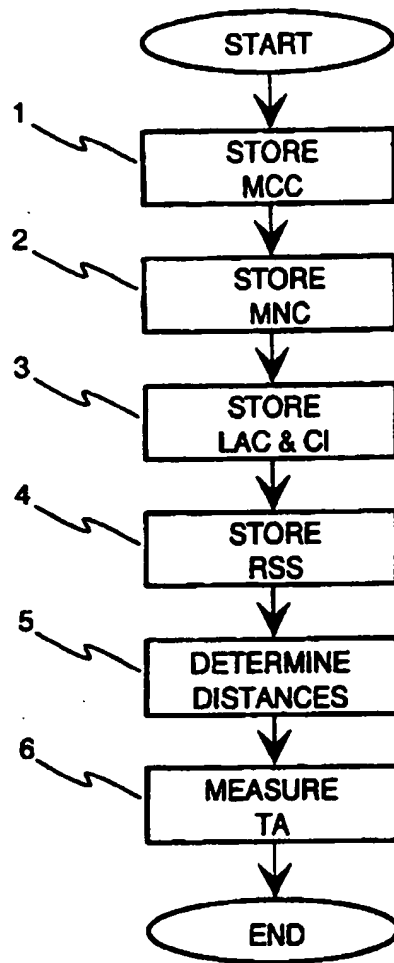 START
1
STORE
MCC
2
STORE
MNC
3
STORE
LAC & CI
4
STORE
RSS
5
DETERMINE
DISTANCES
6
MEASURE
TA
END